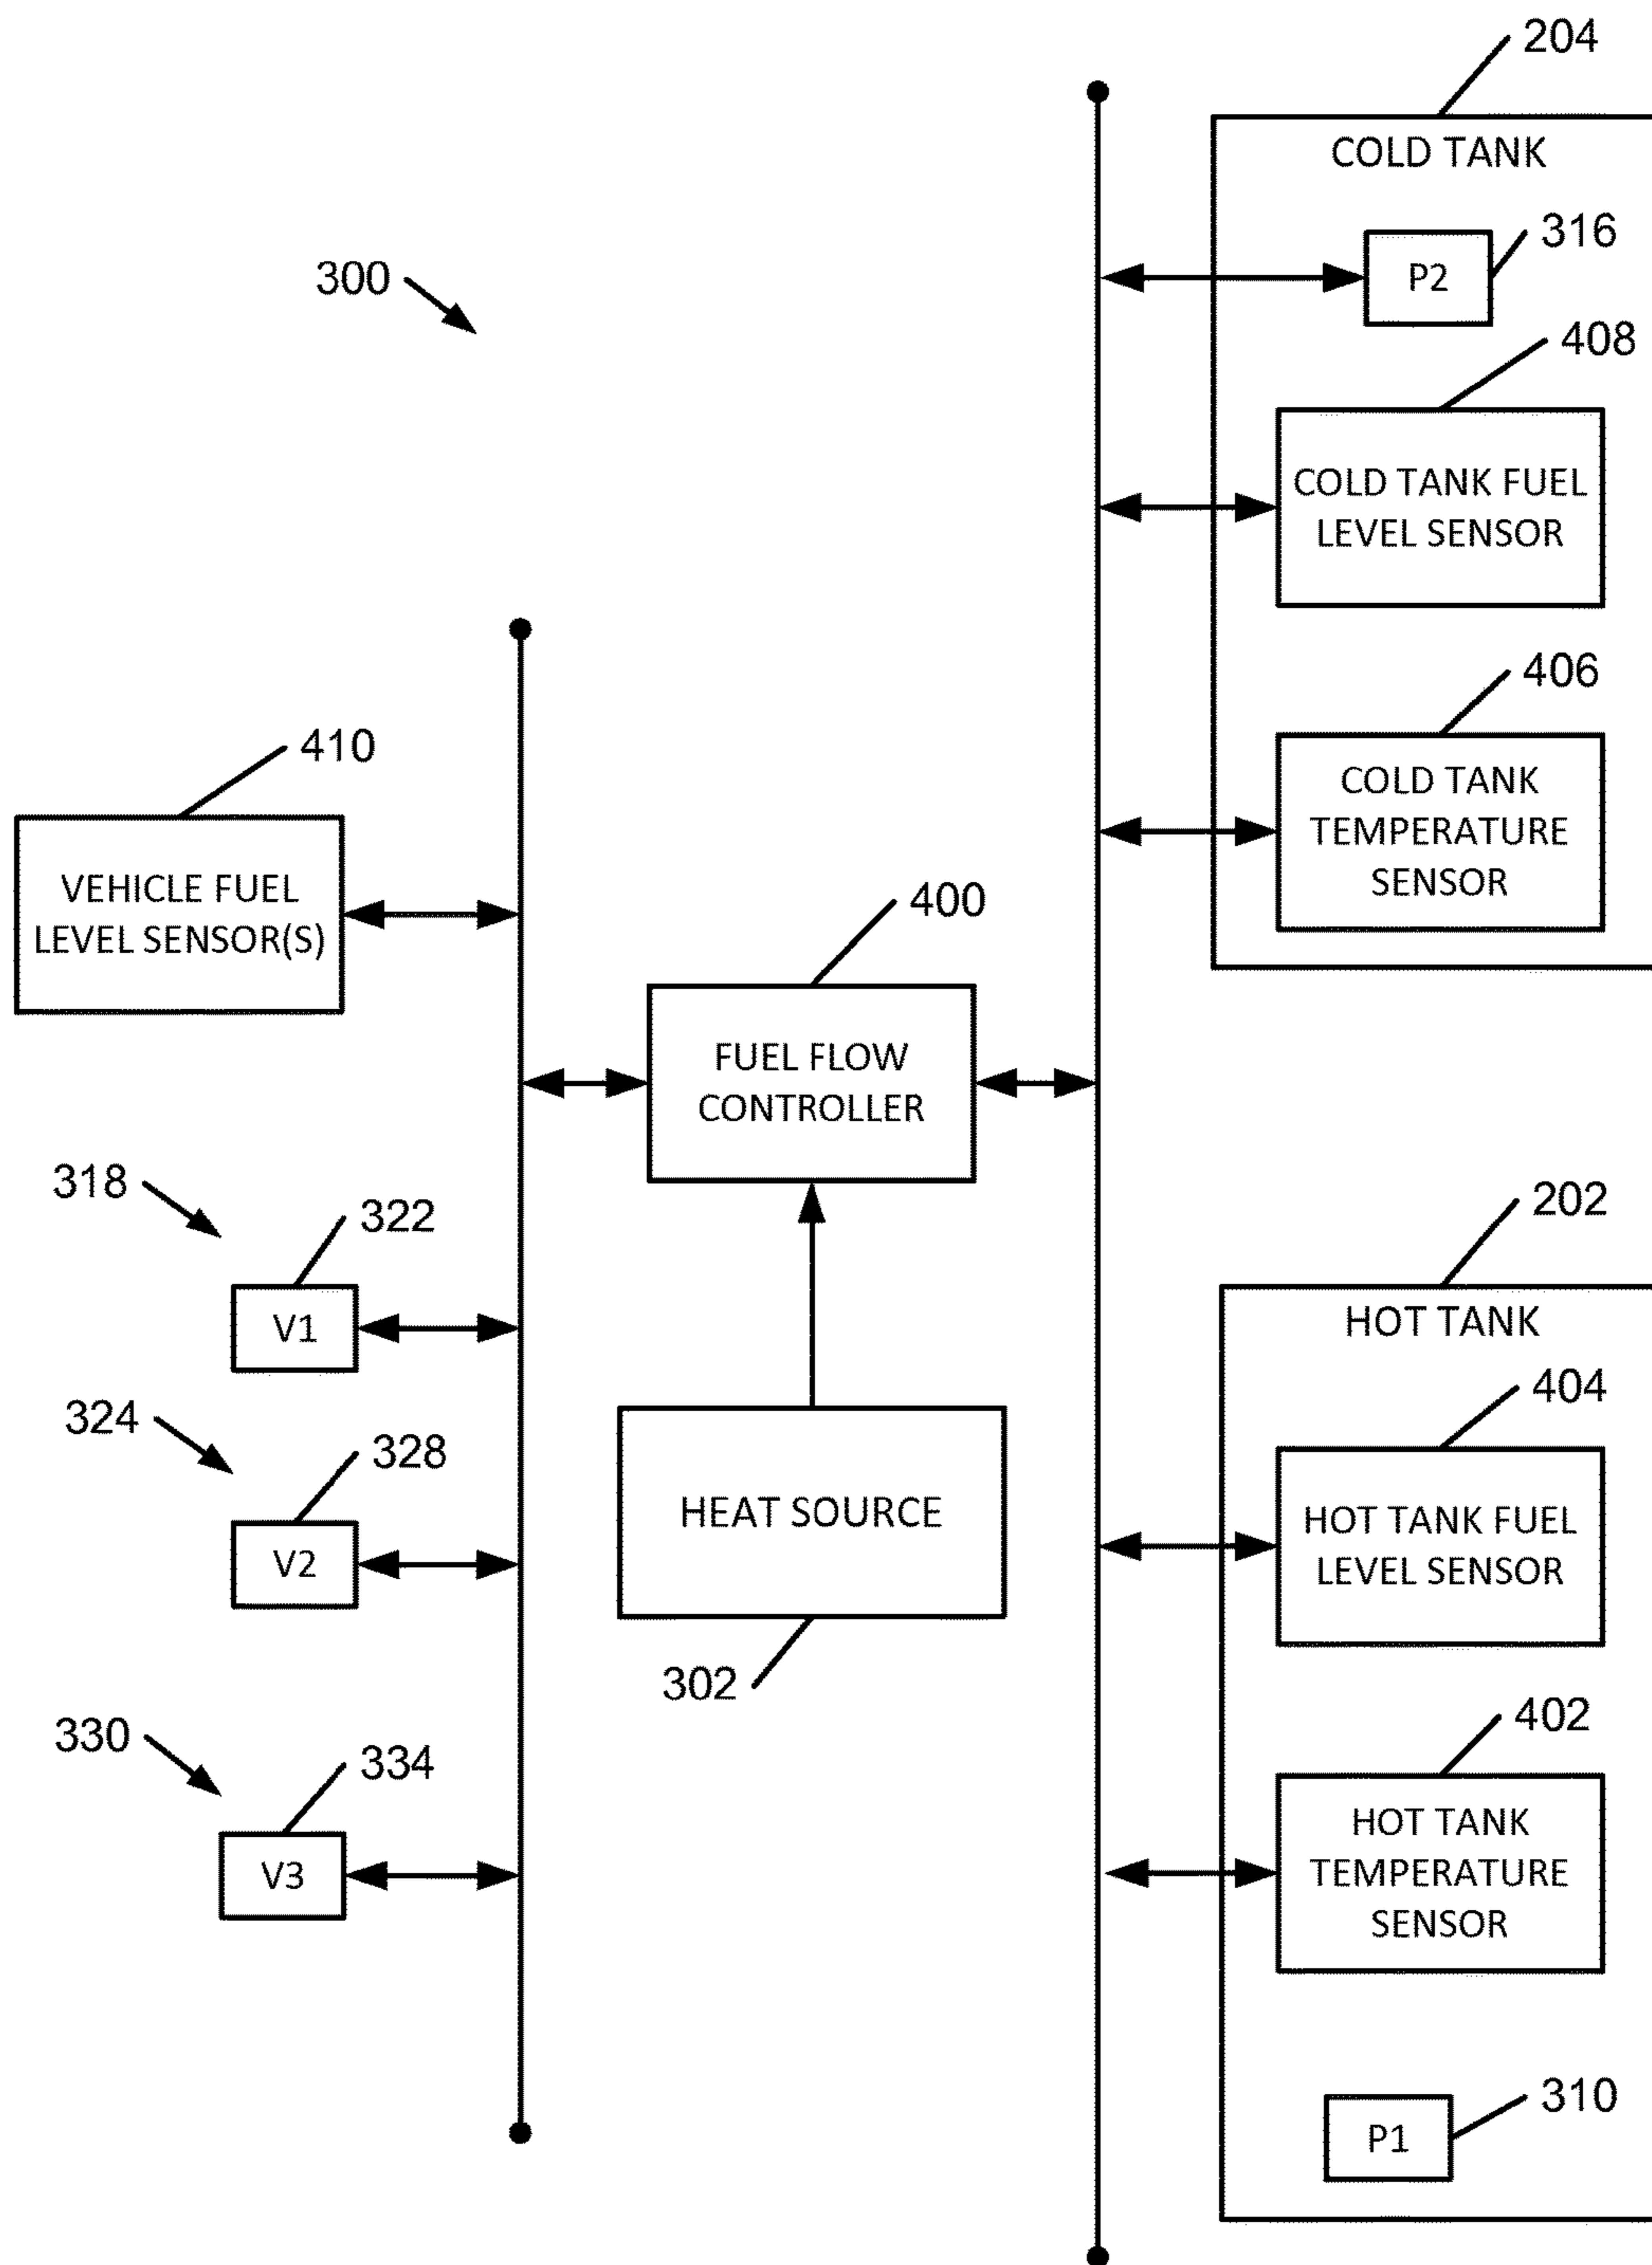 204
COLD TANK
316
P2
300
408
COLD TANK FUEL
LEVEL SENSOR
406
COLD TANK
TEMPERATURE
SENSOR
410
VEHICLE FUEL
LEVEL SENSOR(S)
400
FUEL FLOW
CONTROLLER
318
322
V1
202
HOT TANK
324
328
V2
404
HOT TANK FUEL
LEVEL SENSOR
HEAT SOURCE
302
330
334
V3
402
HOT TANK
TEMPERATURE
SENSOR
310
P1